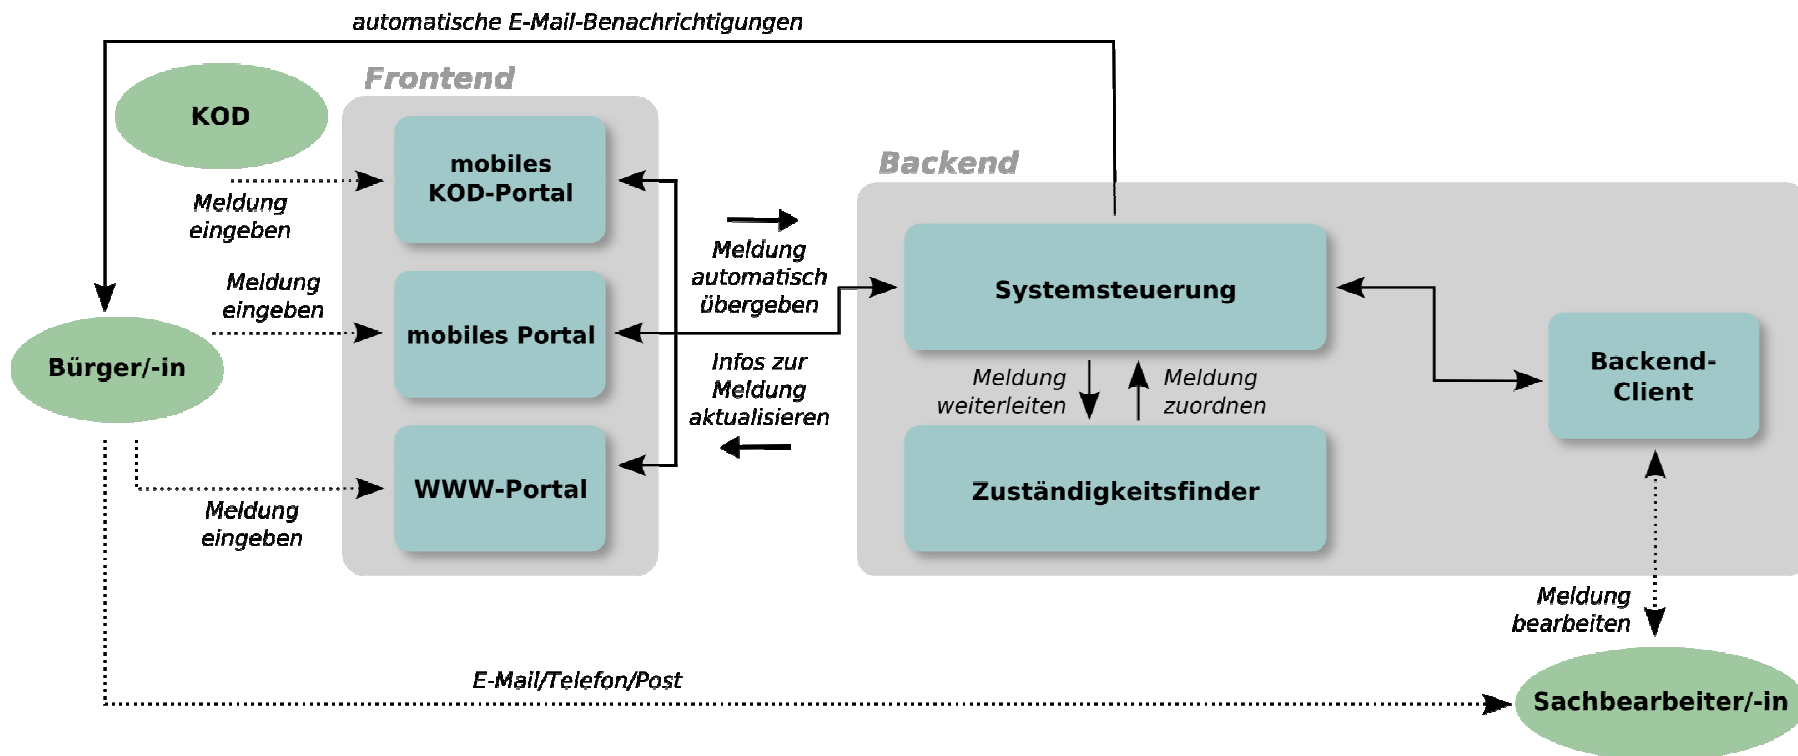 automatische E-Mail-Benachrichtigungen
Frontend
KOD
mobiles
KOD-Portal
Meldung
eingeben
Backend
Meldung
automatisch
übergeben
Meldung
eingeben
mobiles Portal
Systemsteuerung
Bürger/-in
Infos zur
Meldung
aktualisieren
Meldung
weiterleiten
Meldung
zuordnen
Backend-
Client
WWW-Portal
Meldung
eingeben
Zuständigkeitsfinder
Meldung
bearbeiten
E-Mail/Telefon/Post
Sachbearbeiter/-in